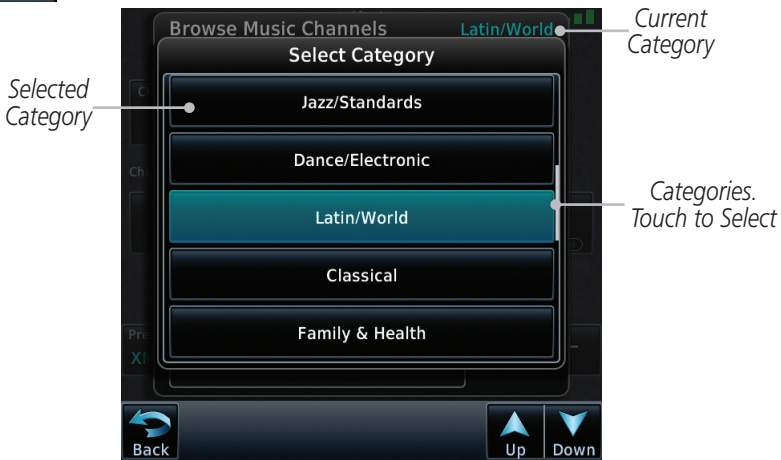 Browse Music Channels Latin/World
Current
Category
Select Category
Selected
Category
Jazz/Standards
Dance/Electronic
Latin/World
Categories.
Touch to Select
Classical
Family & Health
Back
Up
Down